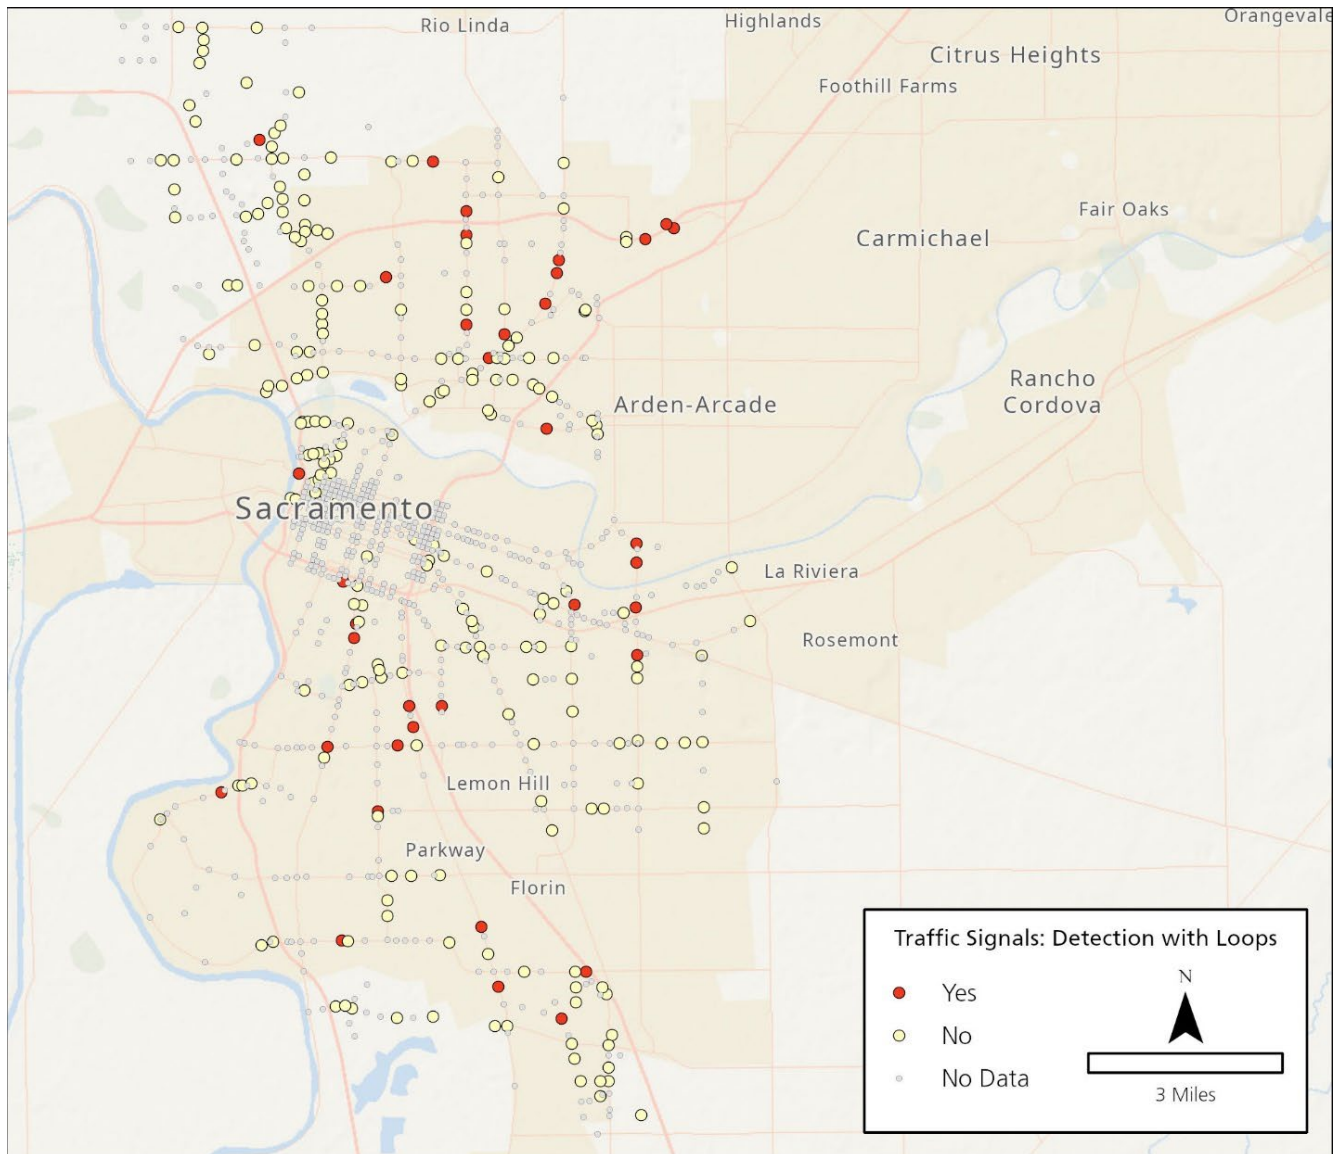 Rio Linda
Highlands
Orangevale
Citrus Heights
Foothill Farms
Fair Oaks
Carmichael
Rancho
Cordova
Arden-Arcade
Sacramento
La Riviera
Rosemont
Lemon Hill
Parkway
Florin
Traffic Signals: Detection with Loops
Yes
No
No Data
N
3 Miles